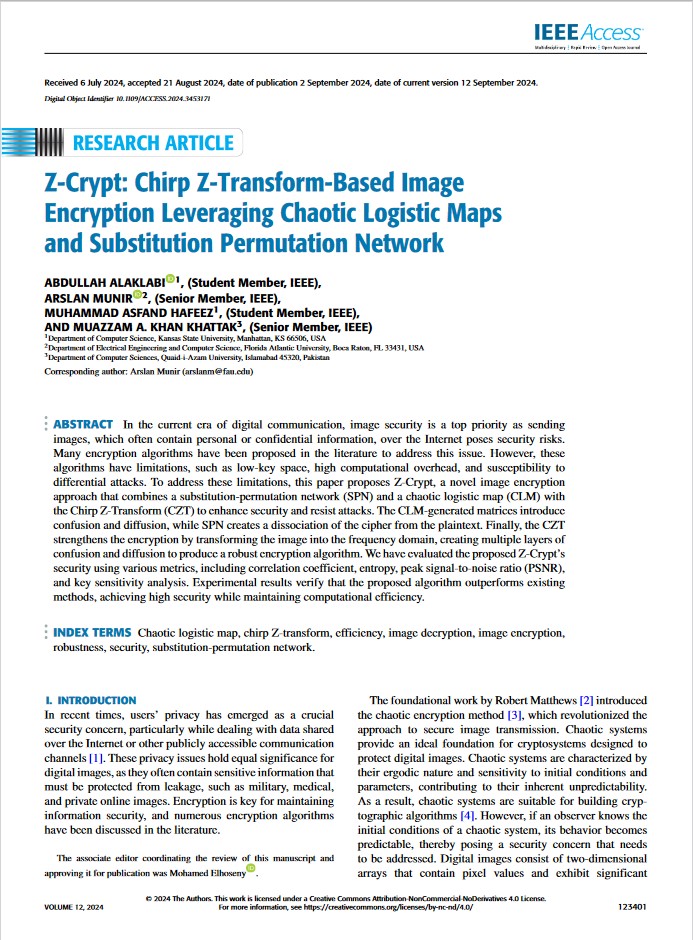 IEEE Access
Multidisciplinary | Rapid Review | Open Access Journal
Received 6 July 2024, accepted 21 August 2024, date of publication 2 September 2024, date of current version 12 September 2024.
Digital Object Identifier 10.1109/ACCESS.2024.3453171
RESEARCH ARTICLE
Z-Crypt: Chirp Z-Transform-Based Image
Encryption Leveraging Chaotic Logistic Maps
and Substitution Permutation Network
ABDULLAH ALAKLABI iD 1, (Student Member, IEEE),
ARSLAN MUNIR iD 2, (Senior Member, IEEE),
MUHAMMAD ASFAND HAFEEZ1, (Student Member, IEEE),
AND MUAZZAM A. KHAN KHATTAK3, (Senior Member, IEEE)
1Department of Computer Science, Kansas State University, Manhattan, KS 66506, USA
2Department of Electrical Engineering and Computer Science, Florida Atlantic University, Boca Raton, FL 33431, USA
3Department of Computer Sciences, Quaid-i-Azam University, Islamabad 45320, Pakistan
Corresponding author: Arslan Munir (arslanm@fau.edu)
ABSTRACT In the current era of digital communication, image security is a top priority as sending
images, which often contain personal or confidential information, over the Internet poses security risks.
Many encryption algorithms have been proposed in the literature to address this issue. However, these
algorithms have limitations, such as low-key space, high computational overhead, and susceptibility to
differential attacks. To address these limitations, this paper proposes Z-Crypt, a novel image encryption
approach that combines a substitution-permutation network (SPN) and a chaotic logistic map (CLM) with
the Chirp Z-Transform (CZT) to enhance security and resist attacks. The CLM-generated matrices introduce
confusion and diffusion, while SPN creates a dissociation of the cipher from the plaintext. Finally, the CZT
strengthens the encryption by transforming the image into the frequency domain, creating multiple layers of
confusion and diffusion to produce a robust encryption algorithm. We have evaluated the proposed Z-Crypt's
security using various metrics, including correlation coefficient, entropy, peak signal-to-noise ratio (PSNR),
and key sensitivity analysis. Experimental results verify that the proposed algorithm outperforms existing
methods, achieving high security while maintaining computational efficiency.
INDEX TERMS Chaotic logistic map, chirp Z-transform, efficiency, image decryption, image encryption,
robustness, security, substitution-permutation network.
I. INTRODUCTION
In recent times, users' privacy has emerged as a crucial
security concern, particularly while dealing with data shared
over the Internet or other publicly accessible communication
channels [1]. These privacy issues hold equal significance for
digital images, as they often contain sensitive information that
must be protected from leakage, such as military, medical,
and private online images. Encryption is key for maintaining
information security, and numerous encryption algorithms
have been discussed in the literature.
The associate editor coordinating the review of this manuscript and
approving it for publication was Mohamed Elhoseny iD .
The foundational work by Robert Matthews [2] introduced
the chaotic encryption method [3], which revolutionized the
approach to secure image transmission. Chaotic systems
provide an ideal foundation for cryptosystems designed to
protect digital images. Chaotic systems are characterized by
their ergodic nature and sensitivity to initial conditions and
parameters, contributing to their inherent unpredictability.
As a result, chaotic systems are suitable for building cryp-
tographic algorithms [4]. However, if an observer knows the
initial conditions of a chaotic system, its behavior becomes
predictable, thereby posing a security concern that needs
to be addressed. Digital images consist of two-dimensional
arrays that contain pixel values and exhibit significant
© 2024 The Authors. This work is licensed under a Creative Commons Attribution-NonCommercial-NoDerivatives 4.0 License.
VOLUME 12, 2024
For more information, see https://creativecommons.org/licenses/by-nc-nd/4.0/
123401